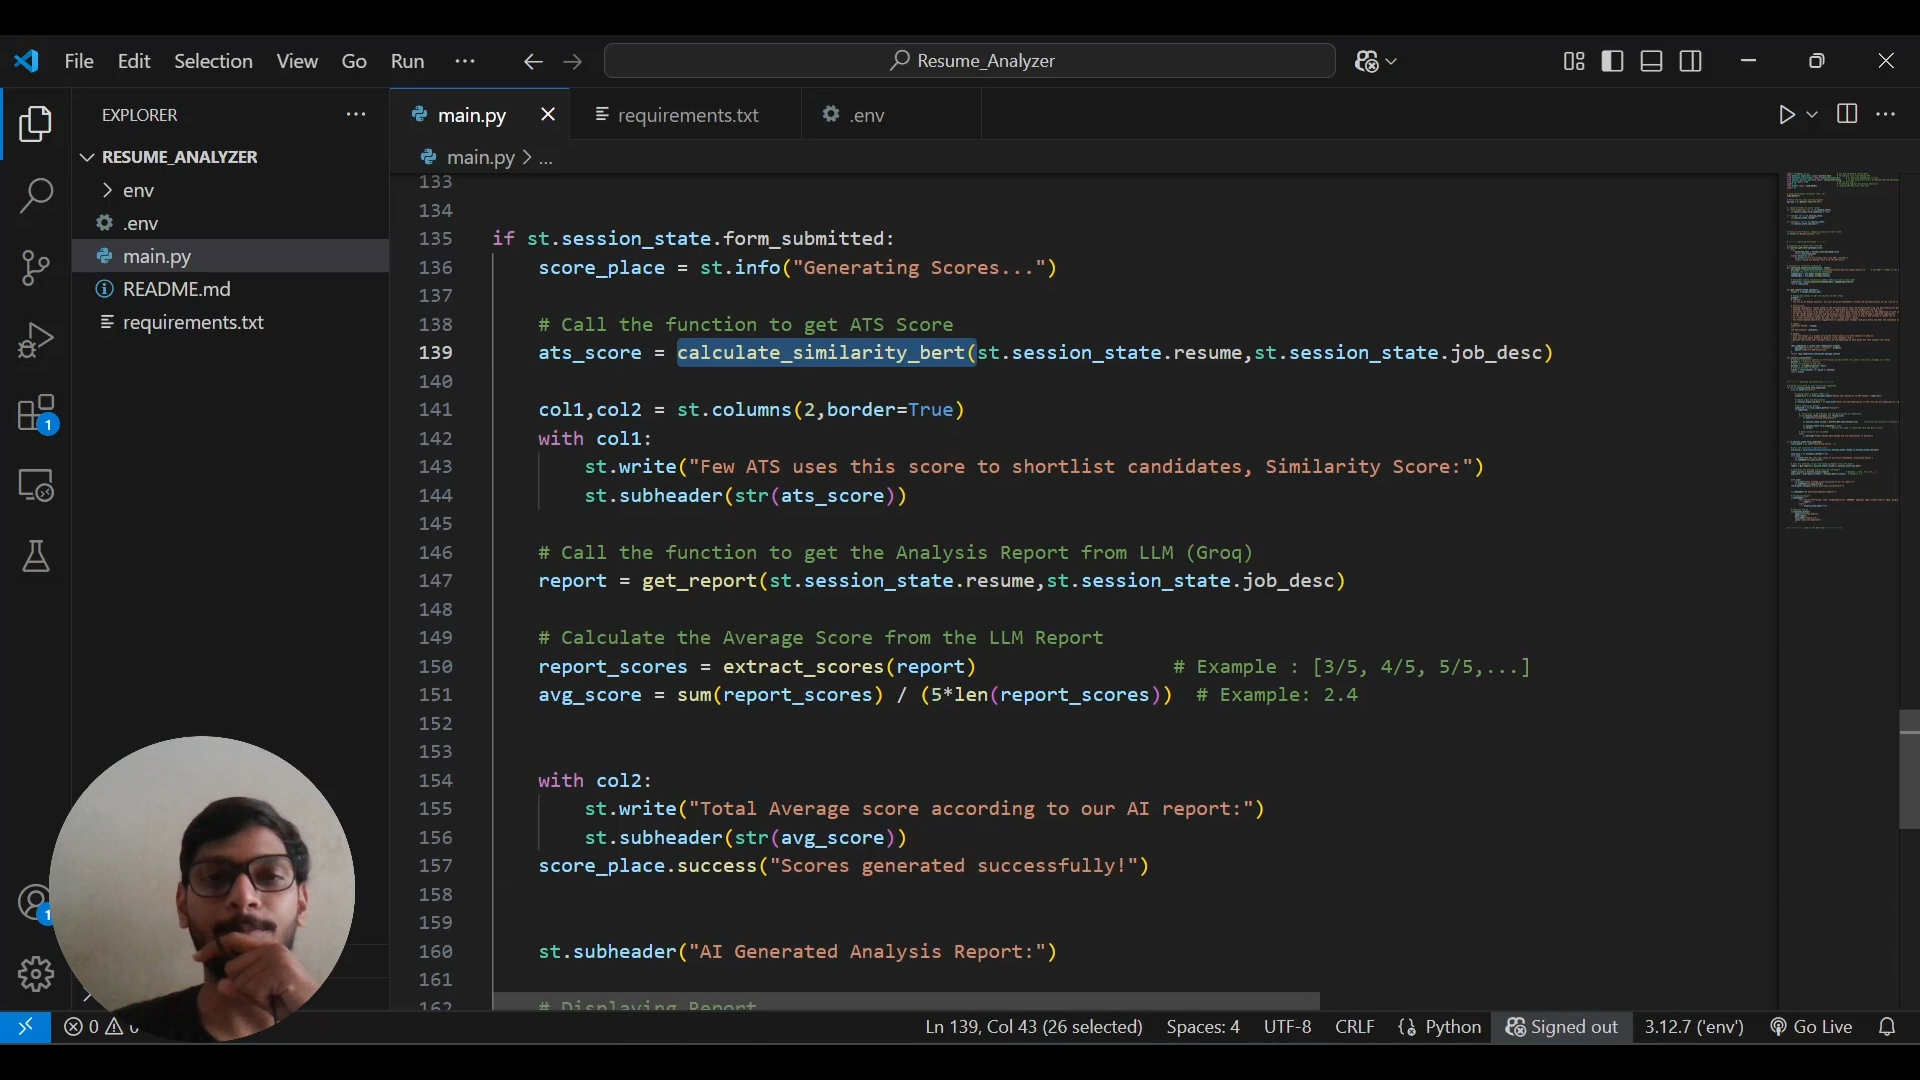 File Edit Selection View Go Run ··· Resume_Analyzer
EXPLORER ···
RESUME_ANALYZER
env
.env
main.py
README.md
requirements.txt
1
1
main.py
requirements.txt
.env
main.py > ...
133
134
135 if st.session_state.form_submitted:
136 score_place = st.info("Generating Scores...")
137
138 # Call the function to get ATS Score
139 ats_score = calculate_similarity_bert(st.session_state.resume,st.session_state.job_desc)
140
141 col1,col2 = st.columns(2,border=True)
142 with col1:
143 st.write("Few ATS uses this score to shortlist candidates, Similarity Score:")
144 st.subheader(str(ats_score))
145
146 # Call the function to get the Analysis Report from LLM (Groq)
147 report = get_report(st.session_state.resume,st.session_state.job_desc)
148
149 # Calculate the Average Score from the LLM Report
150 report_scores = extract_scores(report) # Example : [3/5, 4/5, 5/5,...]
151 avg_score = sum(report_scores) / (5*len(report_scores)) # Example: 2.4
152
153
154 with col2:
155 st.write("Total Average score according to our AI report:")
156 st.subheader(str(avg_score))
157 score_place.success("Scores generated successfully!")
158
159
160 st.subheader("AI Generated Analysis Report:")
161
162 # Displaying Report
0 Ln 139, Col 43 (26 selected) Spaces: 4 UTF-8 CRLF Python Signed out 3.12.7 ('env') Go Live